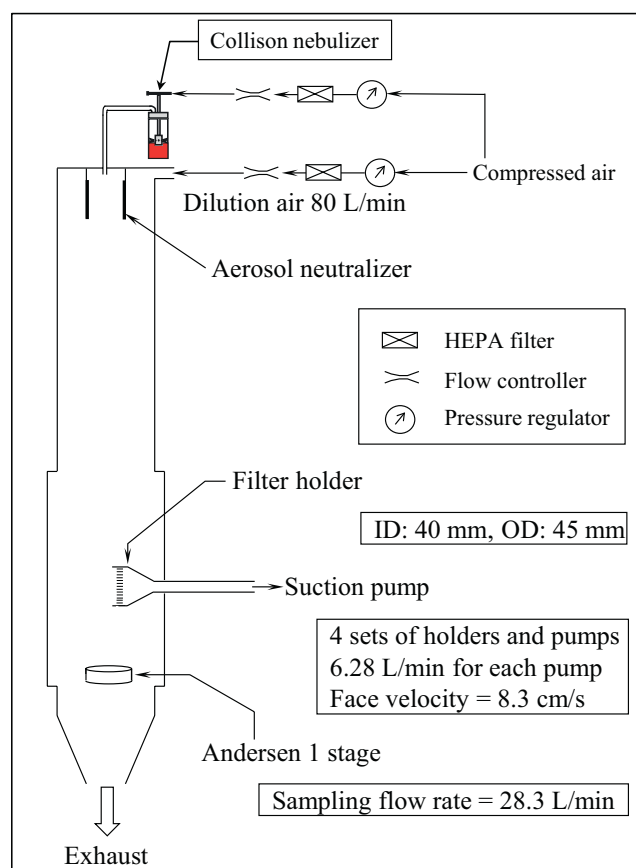 Collison nebulizer
Compressed air
Dilution air 80 L/min
Aerosol neutralizer
HEPA filter
Flow controller
Pressure regulator
Filter holder
ID: 40 mm, OD: 45 mm
Suction pump
4 sets of holders and pumps
6.28 L/min for each pump
Face velocity = 8.3 cm/s
Andersen 1 stage
Sampling flow rate = 28.3 L/min
Exhaust